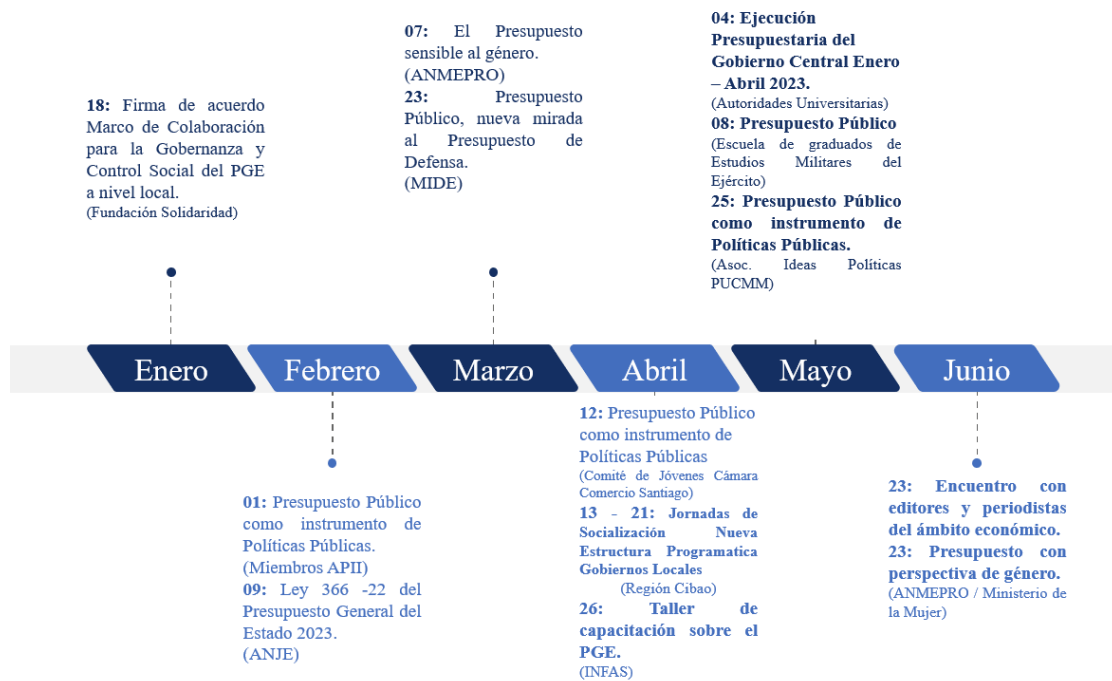 18: Firma de acuerdo
Marco de Colaboración
para la Gobernanza y
Control Social del PGE
a nivel local.
(Fundación Solidaridad)
07: El Presupuesto
sensible al género.
(ANMEPRO)
23: Presupuesto
Público, nueva mirada
al Presupuesto de
Defensa.
(MIDE)
04: Ejecución
Presupuestaria del
Gobierno Central Enero
– Abril 2023.
(Autoridades Universitarias)
08: Presupuesto Público
(Escuela de graduados de
Estudios Militares del
Ejército)
25: Presupuesto Público
como instrumento de
Políticas Públicas.
(Asoc. Ideas Políticas
PUCMM)
Enero
Febrero
Marzo
Abril
Mayo
Junio
01: Presupuesto Público
como instrumento de
Políticas Públicas.
(Miembros APII)
09: Ley 366 -22 del
Presupuesto General del
Estado 2023.
(ANJE)
12: Presupuesto Público
como instrumento de
Políticas Públicas
(Comité de Jóvenes Cámara
Comercio Santiago)
13 - 21: Jornadas de
Socialización Nueva
Estructura Programatica
Gobiernos Locales
(Región Cibao)
26: Taller de
capacitación sobre el
PGE.
(INFAS)
23: Encuentro con
editores y periodistas
del ámbito económico.
23: Presupuesto con
perspectiva de género.
(ANMEPRO / Ministerio de
la Mujer)